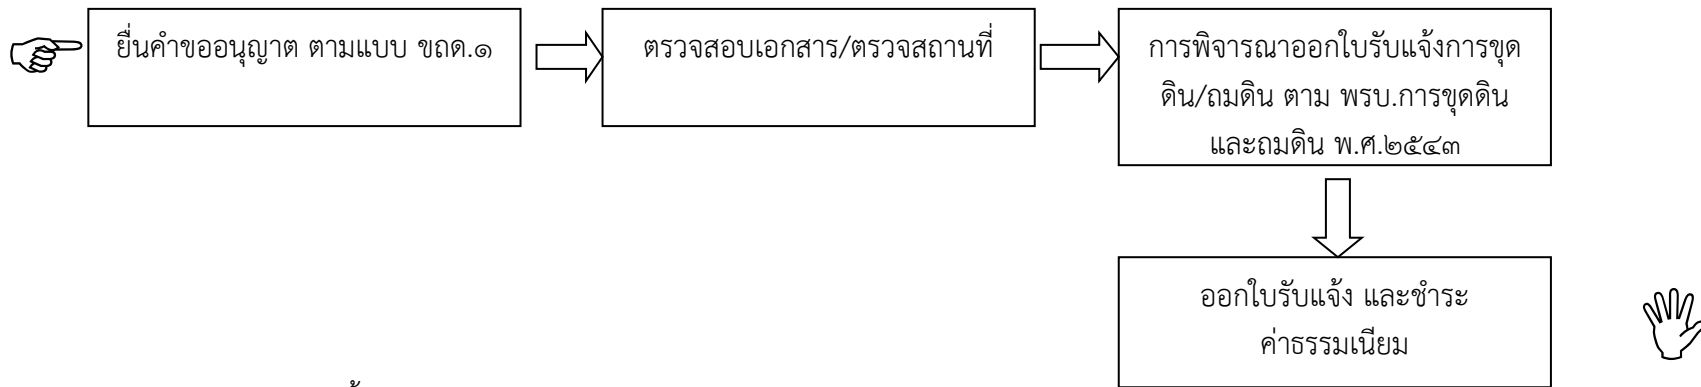 ยื่นคำขออนุญาต ตามแบบ ขถด.๑
ตรวจสอบเอกสาร/ตรวจสถานที่
การพิจารณาออกใบรับแจ้งการขุด
ดิน/ถมดิน ตาม พรบ.การขุดดิน
และถมดิน พ.ศ.๒๕๔๓
ออกใบรับแจ้ง และชำระ
ค่าธรรมเนียม